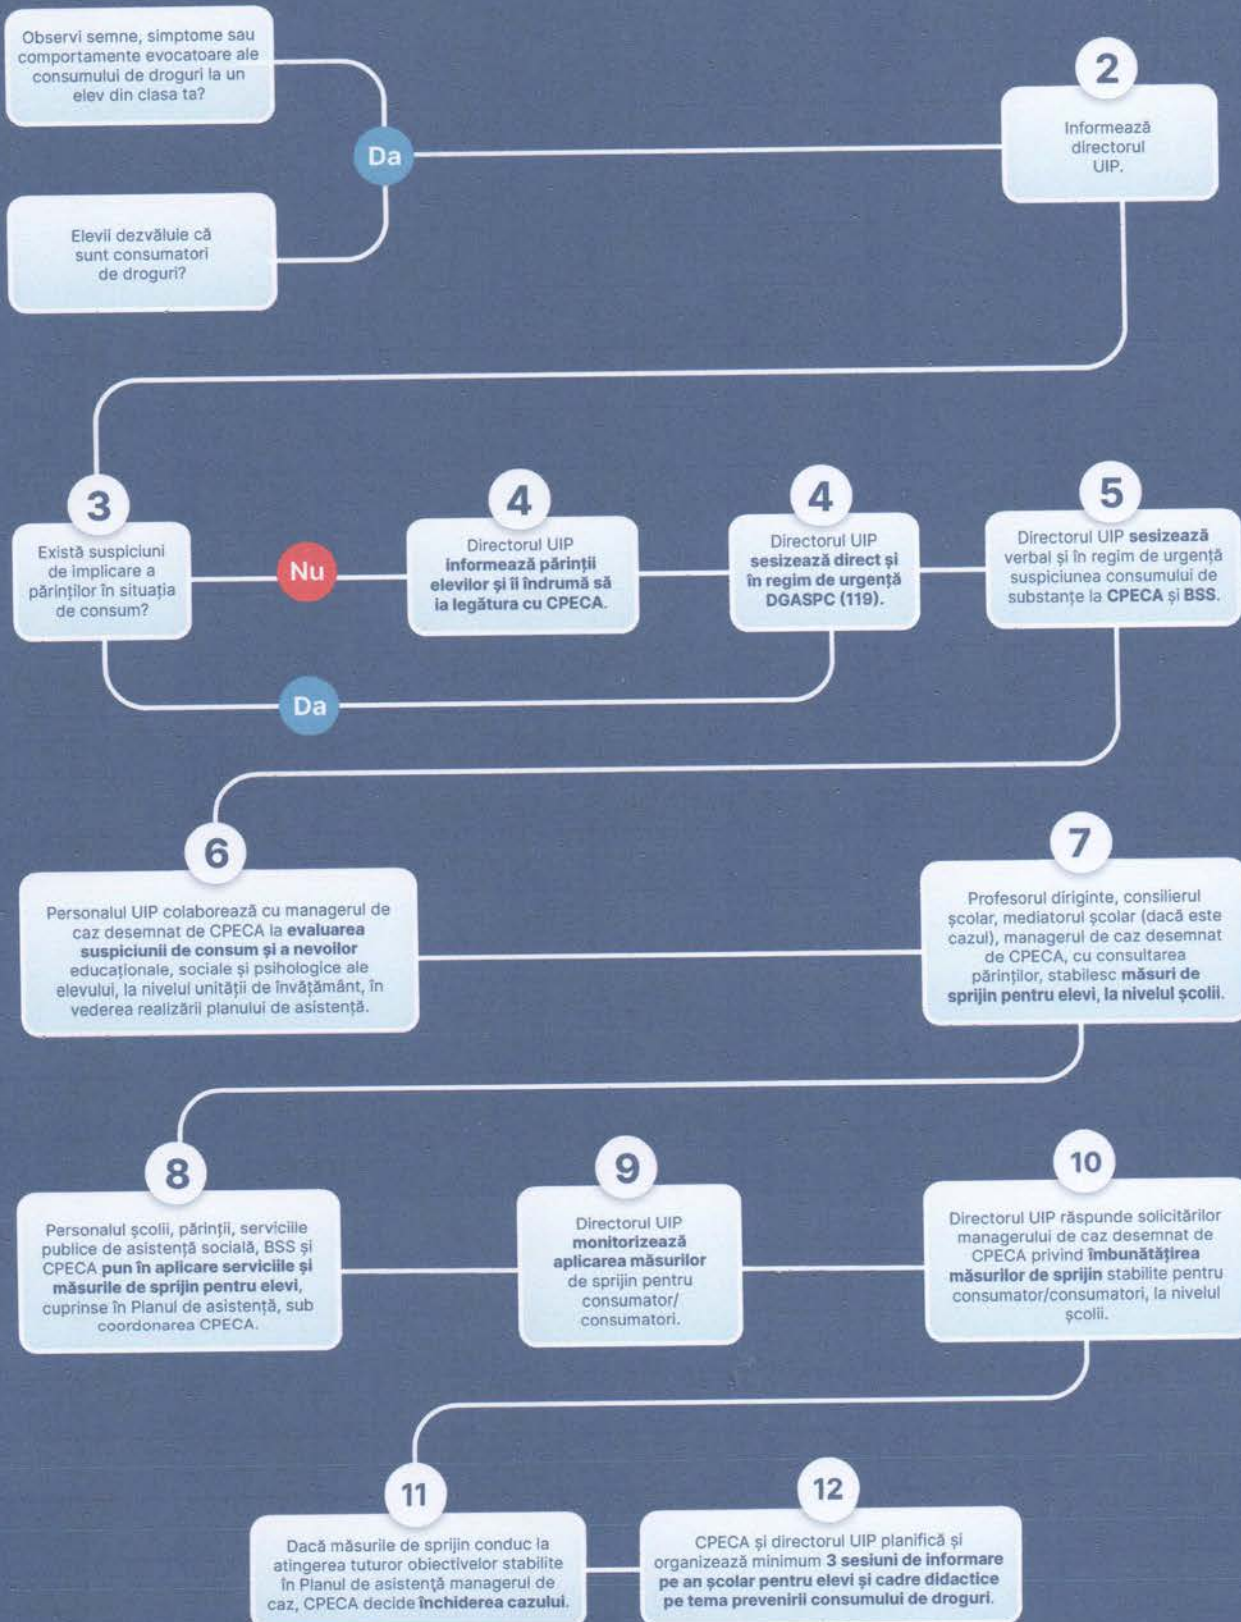 Observi semne, simptome sau
comportamente evocatoare ale
consumului de droguri la un
elev din clasa ta?
Da
2
Informează
directorul
UIP.
Elevii dezvăluie că
sunt consumatori
de droguri?
3
Există suspiciuni
de implicare a
părinților în situația
de consum?
Nu
4
Directorul UIP
informează părinții
elevilor și îi îndrumă să
ia legătura cu CPECA.
4
Directorul UIP
sesizează direct și
în regim de urgență
DGASPC (119).
5
Directorul UIP sesizează
verbal și în regim de urgență
suspiciunea consumului de
substanțe la CPECA și BSS.
Da
6
Personalul UIP colaborează cu managerul de
caz desemnat de CPECA la evaluarea
suspiciunii de consum și a nevoilor
educaționale, sociale și psihologice ale
elevului, la nivelul unității de învățământ, în
vederea realizării planului de asistență.
7
Profesorul diriginte, consilierul
școlar, mediatorul școlar (dacă este
cazul), managerul de caz desemnat
de CPECA, cu consultarea
părinților, stabilesc măsuri de
sprijin pentru elevi, la nivelul școlii.
8
Personalul școlii, părinții, serviciile
publice de asistență socială, BSS și
CPECA pun în aplicare serviciile și
măsurile de sprijin pentru elevi,
cuprinse în Planul de asistență, sub
coordonarea CPECA.
9
Directorul UIP
monitorizează
aplicarea măsurilor
de sprijin pentru
consumator/
consumatori.
10
Directorul UIP răspunde solicitărilor
managerului de caz desemnat de
CPECA privind îmbunătățirea
măsurilor de sprijin stabilite pentru
consumator/consumatori, la nivelul
școlii.
11
Dacă măsurile de sprijin conduc la
atingerea tuturor obiectivelor stabilite
în Planul de asistență managerul de
caz, CPECA decide închiderea cazului.
12
CPECA și directorul UIP planifică și
organizează minimum 3 sesiuni de informare
pe an școlar pentru elevi și cadre didactice
pe tema prevenirii consumului de droguri.